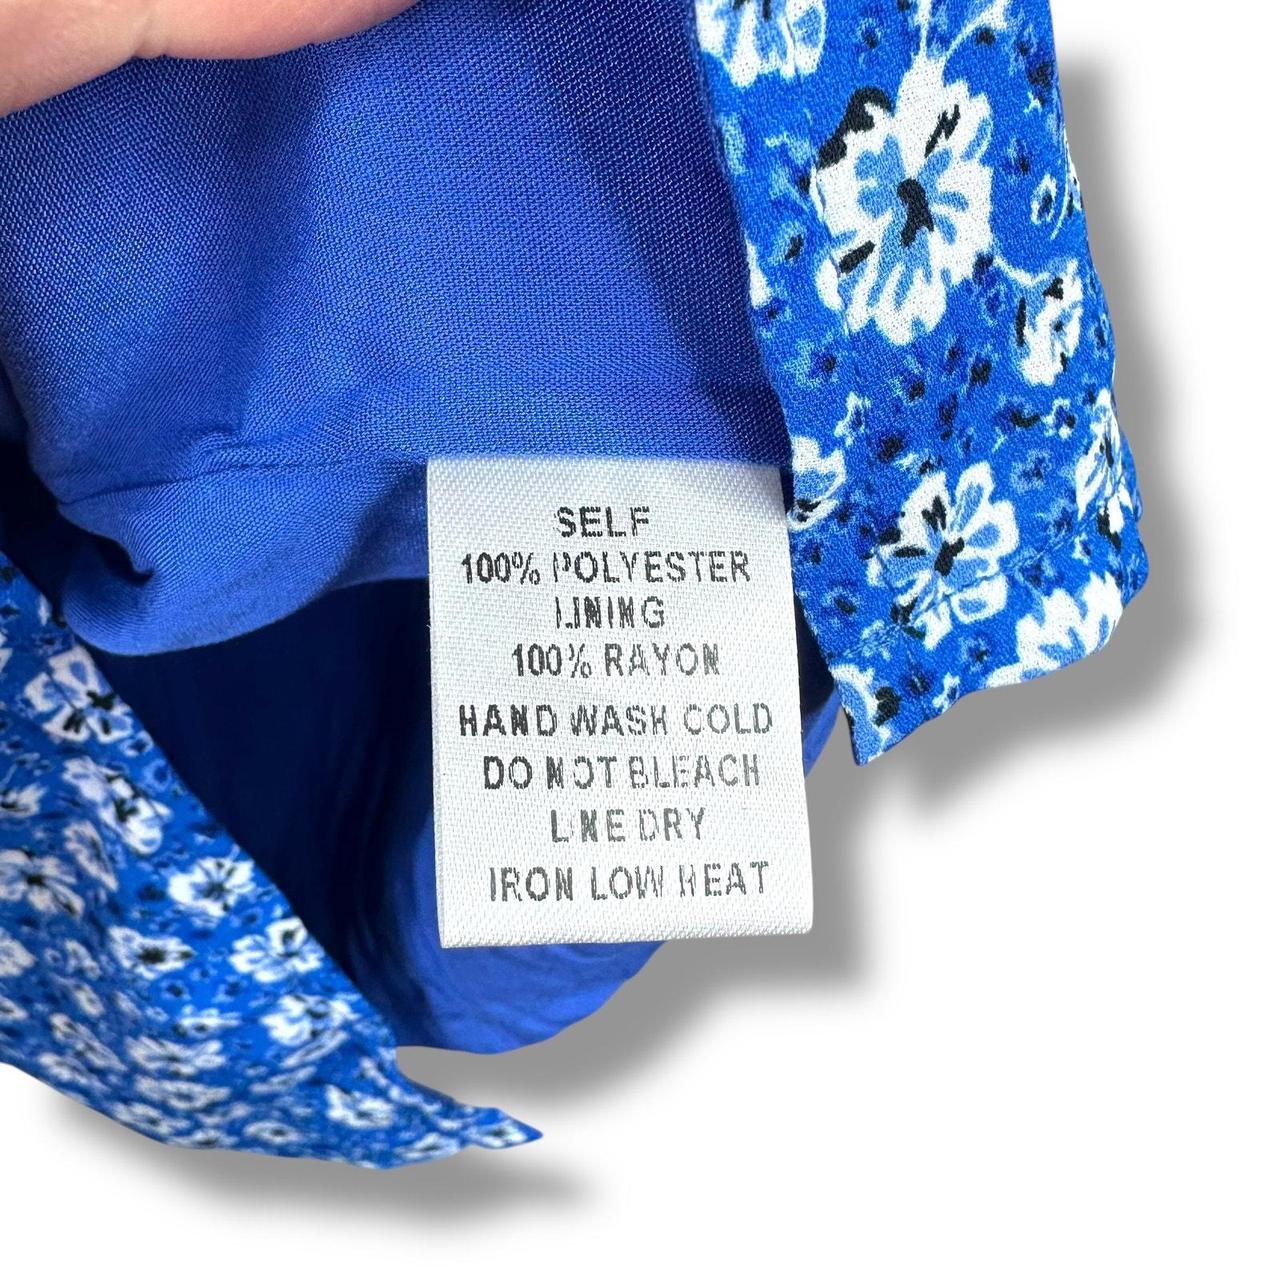 SELF
100% POLYESTER
LINING
100% RAYON
HAND WASH COLD
DO NOT BLEACH
LINE DRY
IRON LOW HEAT